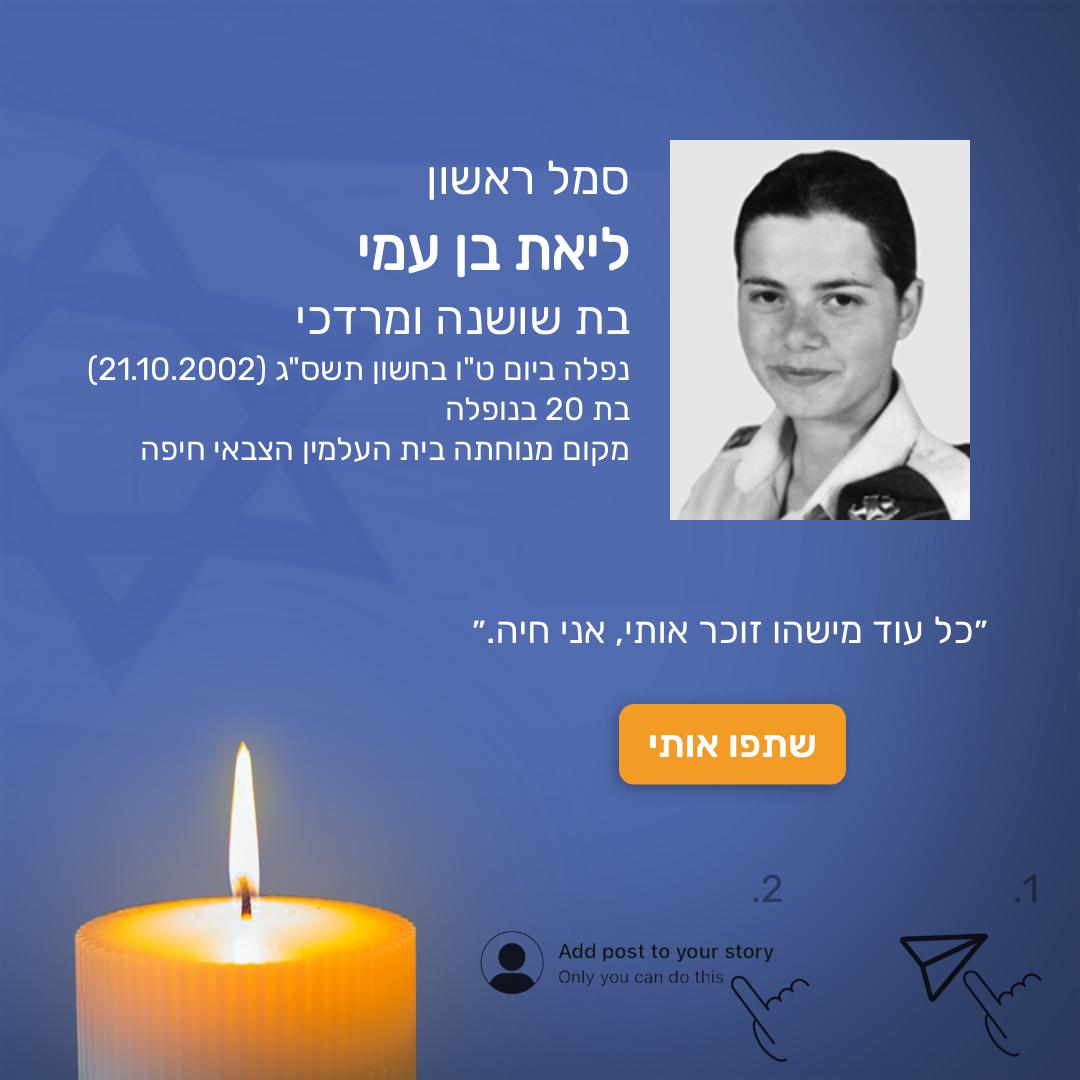 סמל ראשון
ליאת בן עמי
בת שושנה ומרדכי
נפלה ביום ט"ו בחשון תשס"ג (21.10.2002)
בת 20 בנופלה
מקום מנוחתה בית העלמין הצבאי חיפה
״כל עוד מישהו זוכר אותי, אני חיה.״
שתפו אותי
1.
2.
Add post to your story
Only you can do this